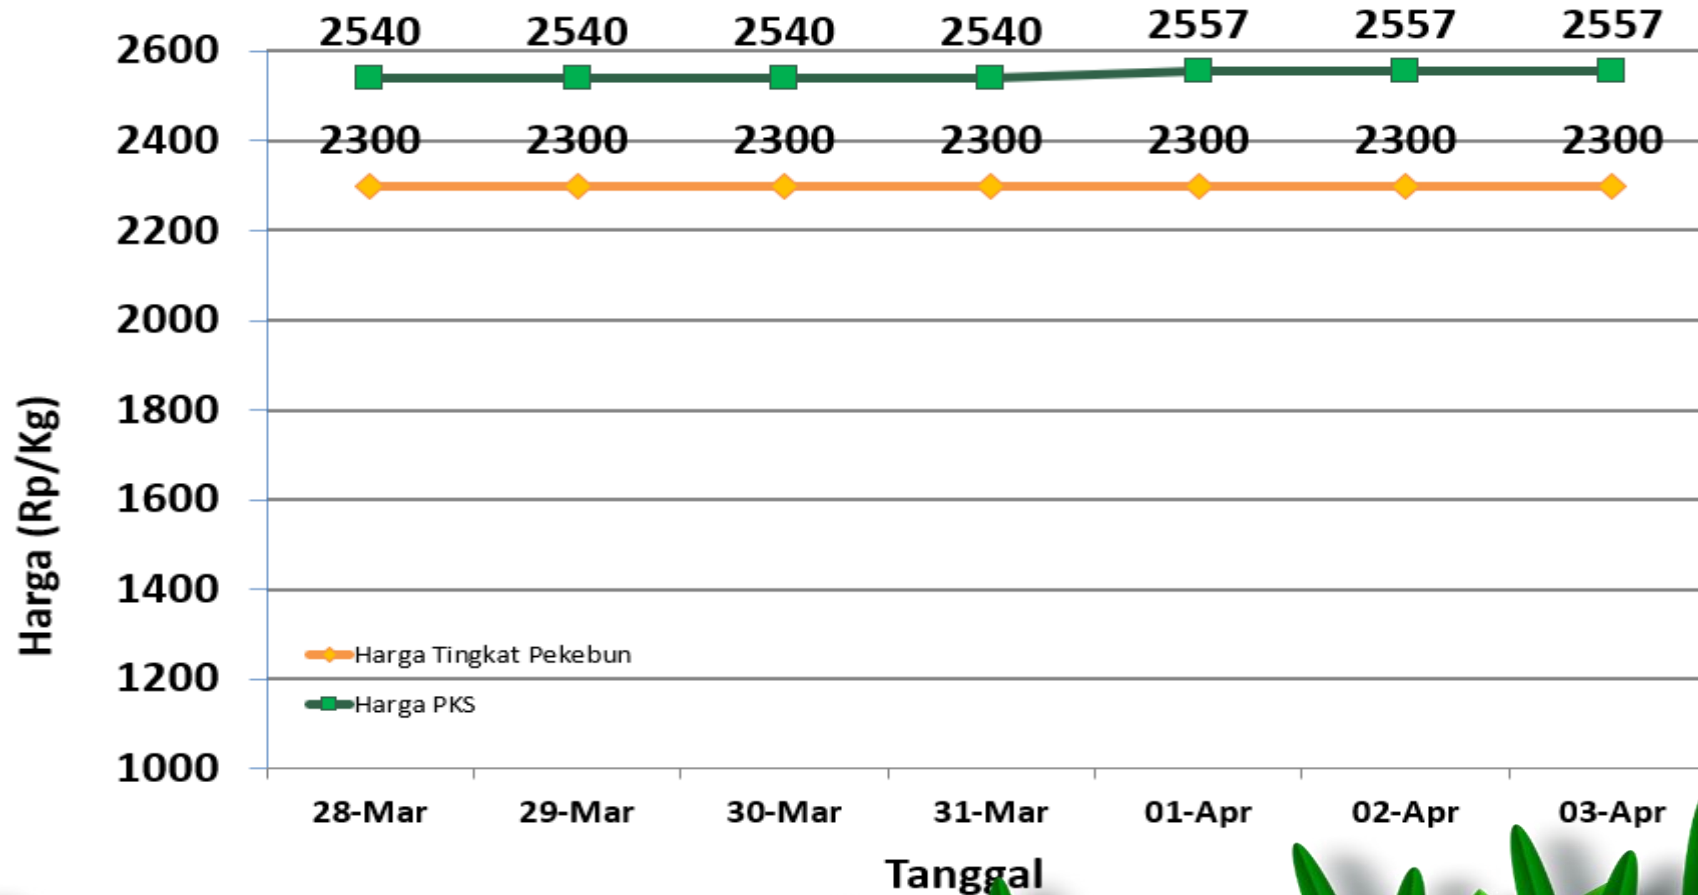 2540 2540 2540 2540 2557 2557 2557
2600
2400
2300 2300 2300 2300 2300 2300 2300
2200
2000
1800
1600
1400
1200
1000
Harga (Rp/Kg)
Harga Tingkat Pekebun
Harga PKS
28-Mar 29-Mar 30-Mar 31-Mar 01-Apr 02-Apr 03-Apr
Tanggal